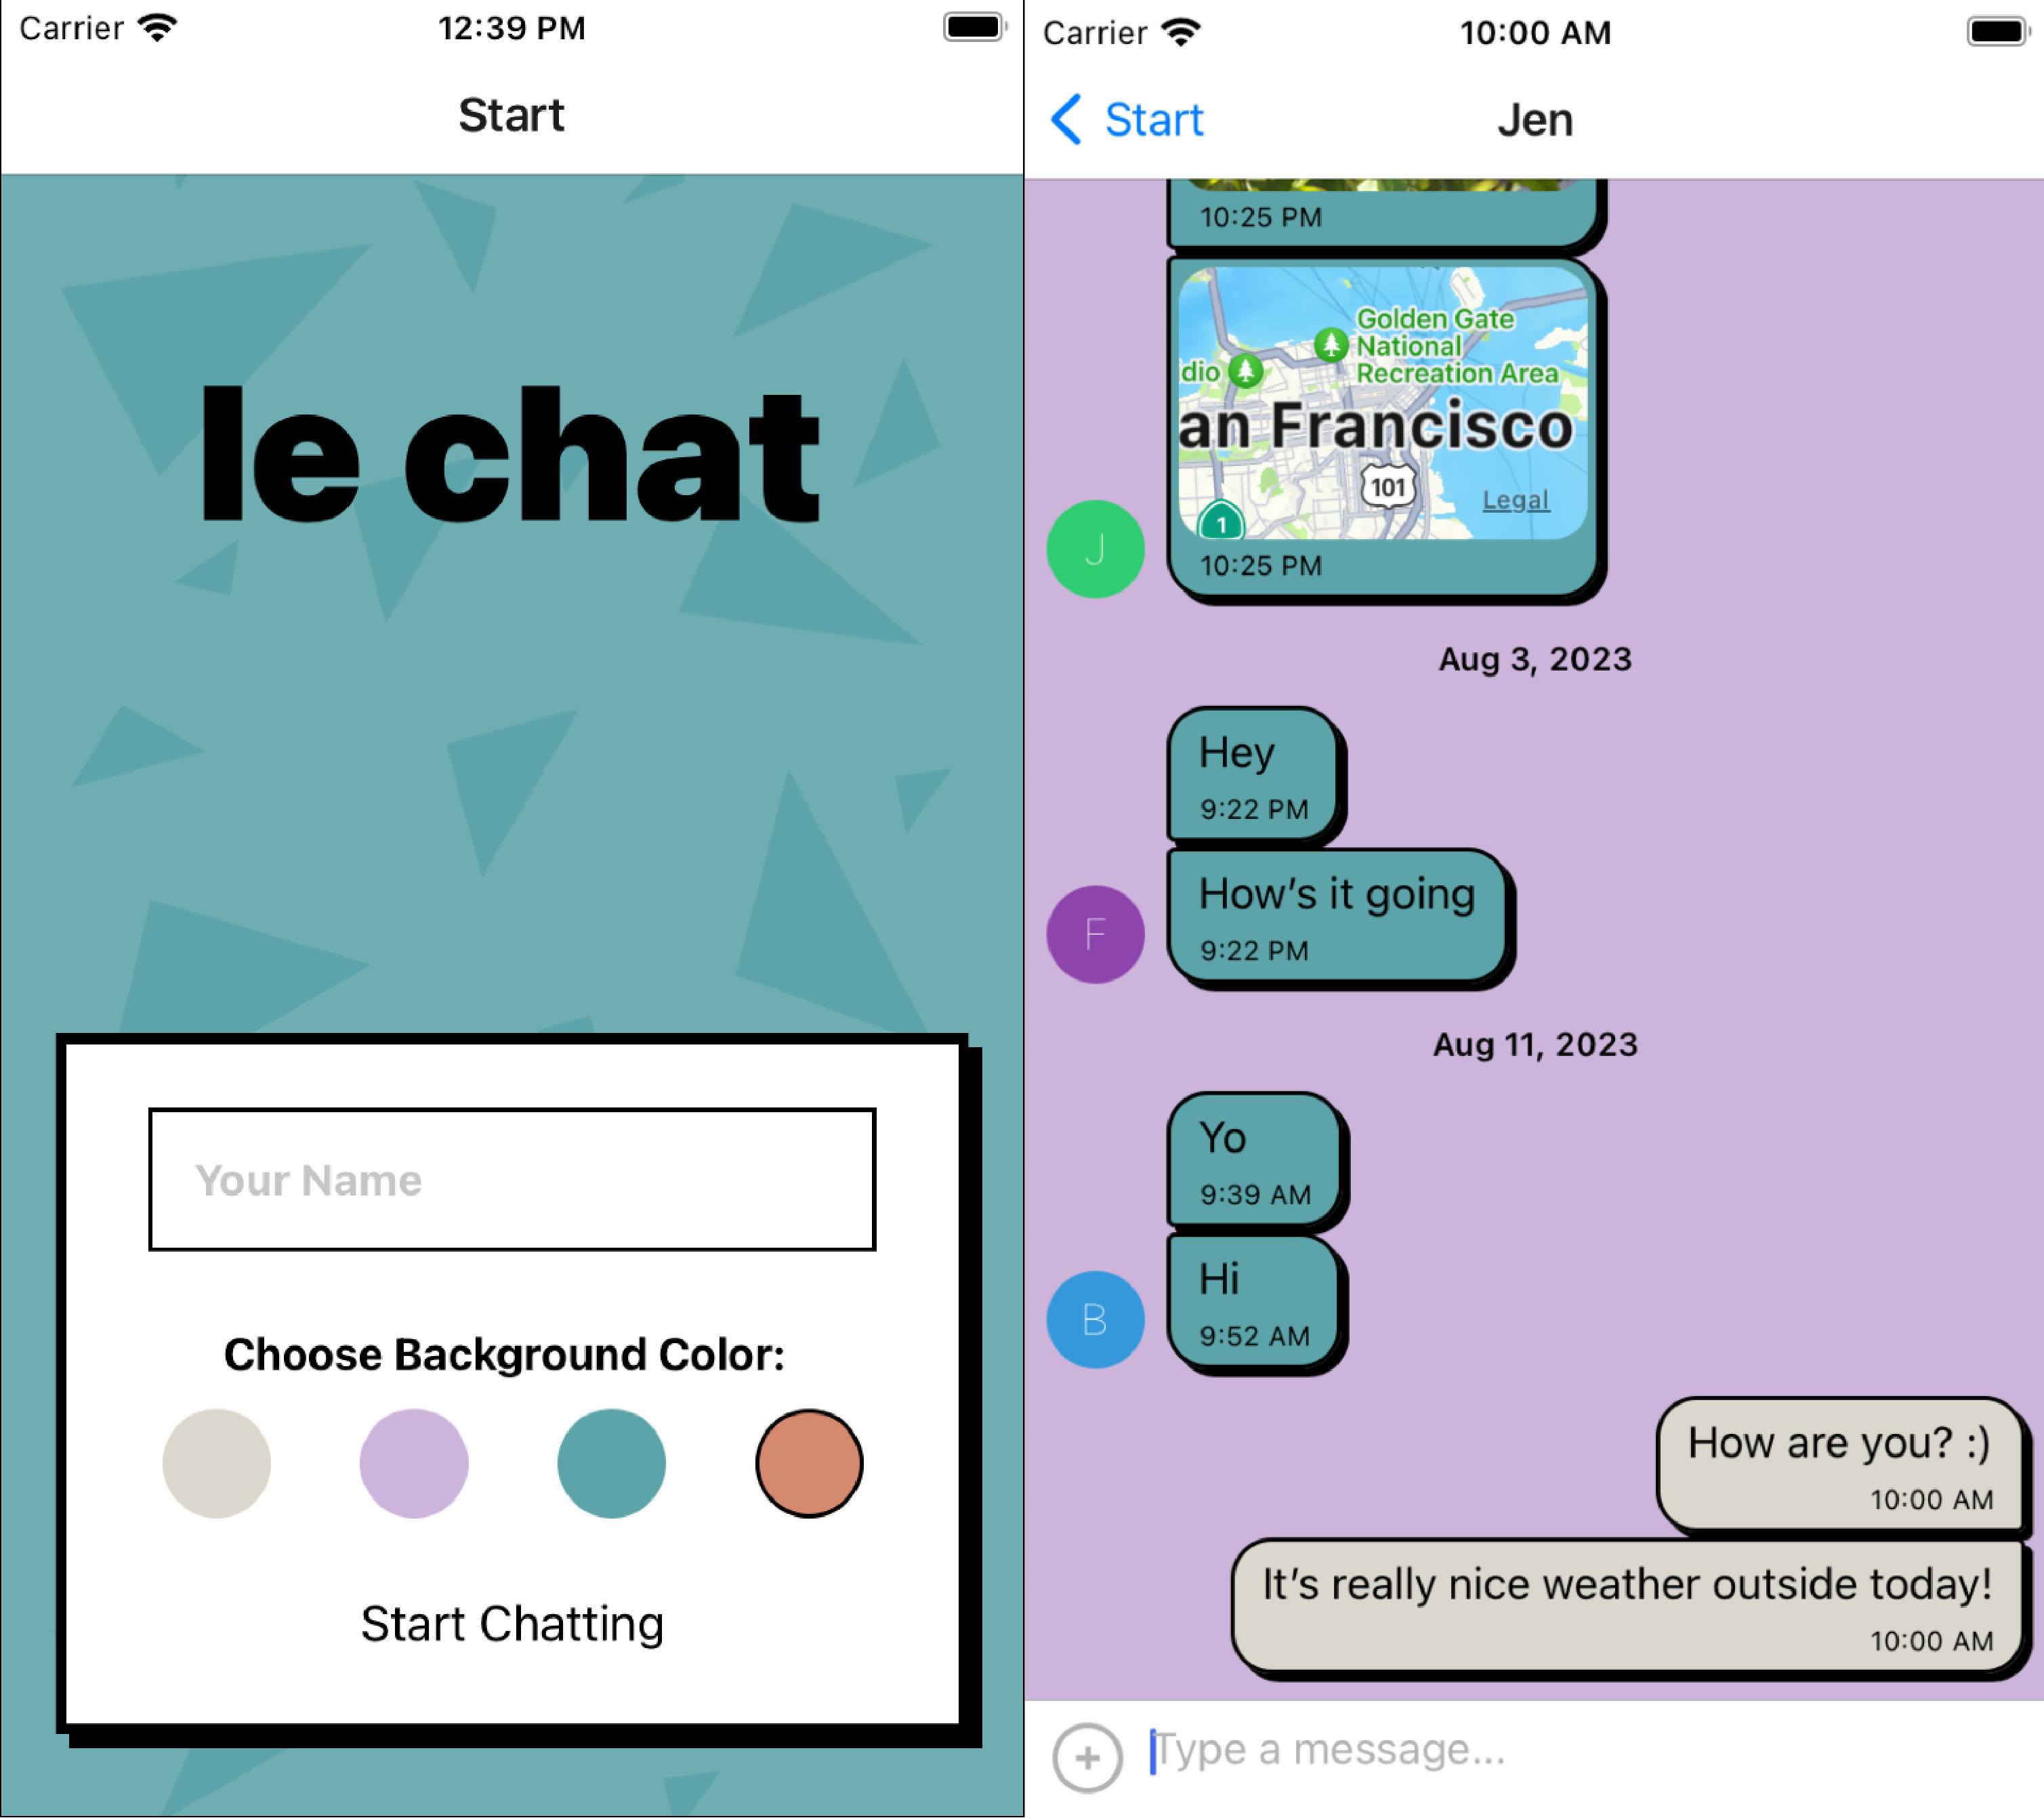 Carrier 12:39 PM
Start
le chat
Your Name
Choose Background Color:
Start Chatting
Carrier 10:00 AM
Start Jen
10:25 PM
Golden Gate
National
Recreation Area
dio
an Francisco
101
Legal
1
J
10:25 PM
Aug 3, 2023
Hey
9:22 PM
How's it going
F
9:22 PM
Aug 11, 2023
Yo
9:39 AM
Hi
B
9:52 AM
How are you? :)
10:00 AM
It's really nice weather outside today!
10:00 AM
Type a message...